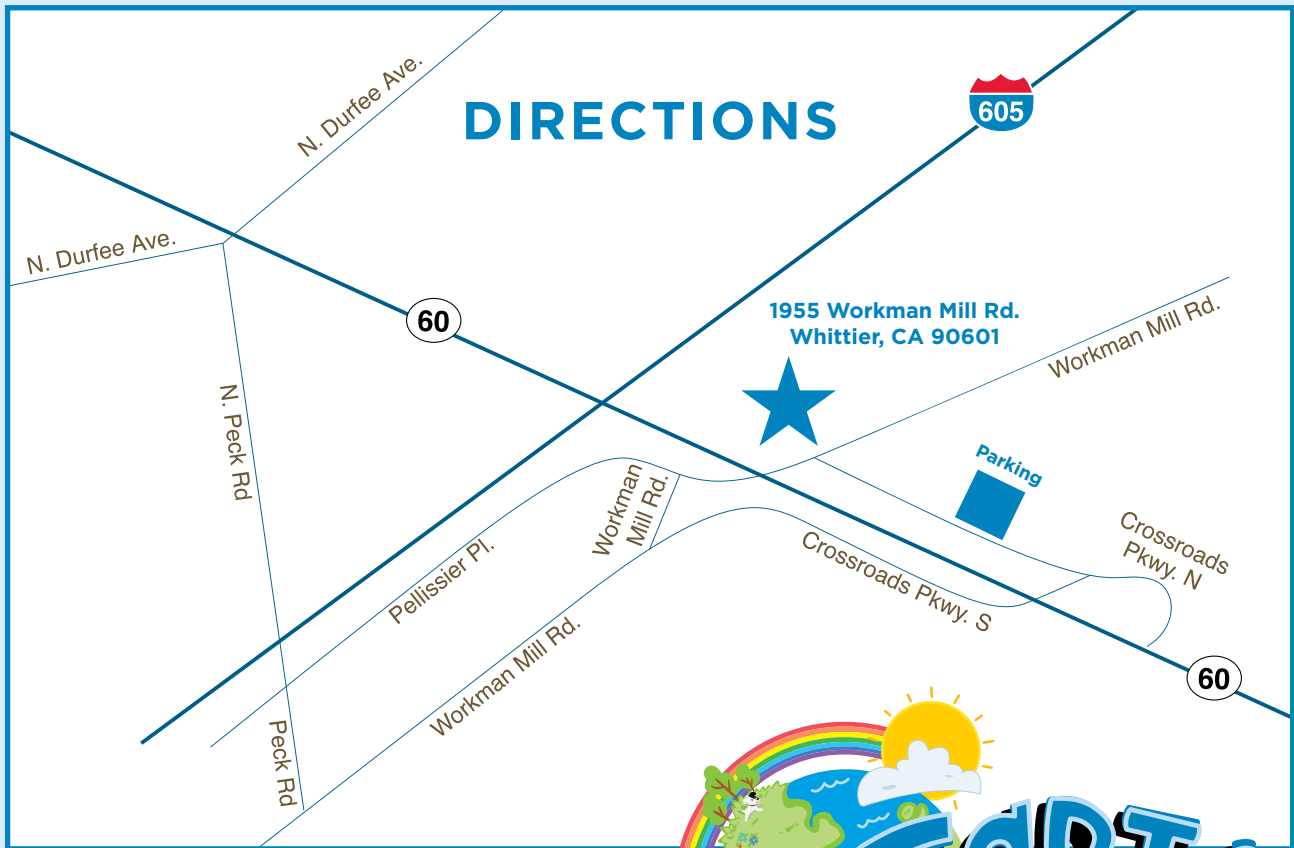 DIRECTIONS
605
N. Durfee Ave.
N. Durfee Ave.
60
1955 Workman Mill Rd.
Whittier, CA 90601
Workman Mill Rd.
N. Peck Rd
Parking
Workman
Mill Rd.
Crossroads
Pkwy. N
Pellissier Pl.
Crossroads Pkwy. S
Workman Mill Rd.
60
Peck Rd